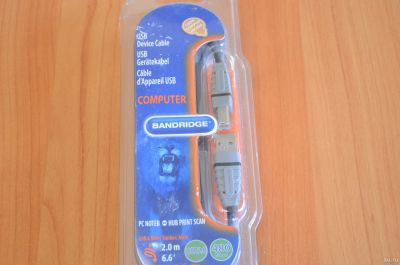 USB
Device Cable
USB
Gerätekabel
Câble
d'Appareil USB
COMPUTER
BANDRIDGE
PC NOTEB
HUB PRINT SCAN
2.0 m
6.6'
480